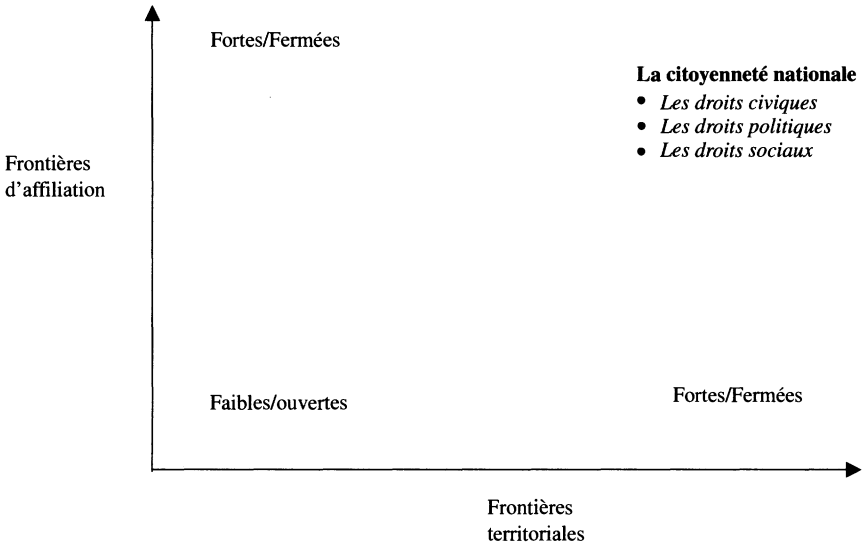 Fortes/Fermées
La citoyenneté nationale
• Les droits civiques
• Les droits politiques
• Les droits sociaux
Frontières
d'affiliation
Faibles/ouvertes
Fortes/Fermées
Frontières
territoriales